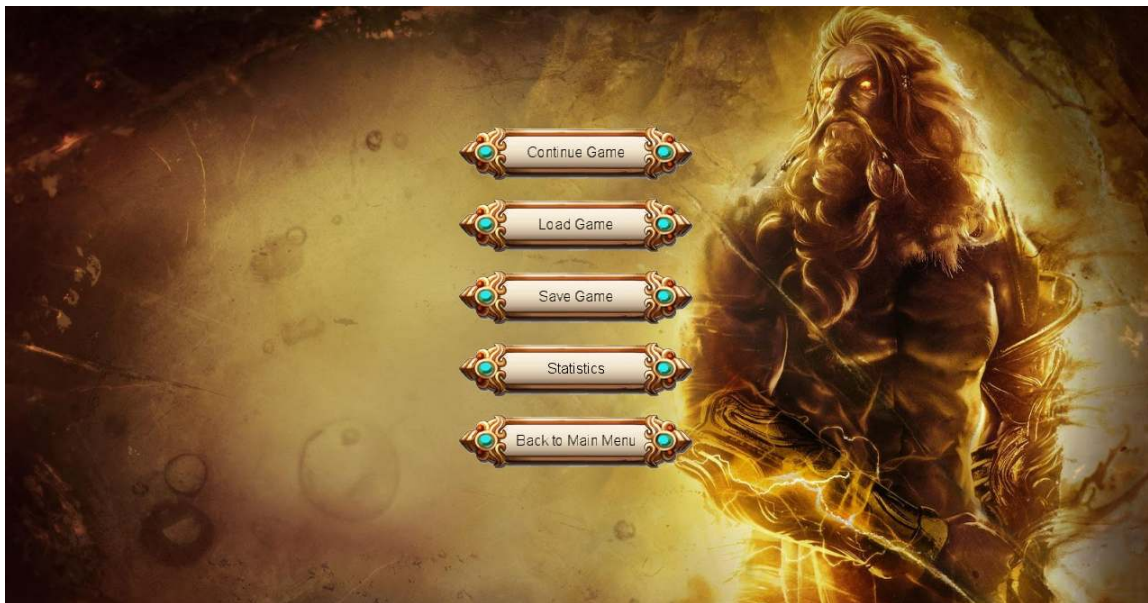 Continue Game
Load Game
Save Game
Statistics
Back to Main Menu